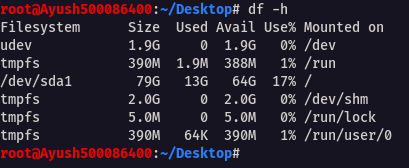 root@Ayush500086400:~/Desktop# df -h
Filesystem      Size  Used Avail Use% Mounted on
udev            1.9G     0  1.9G   0% /dev
tmpfs           390M  1.9M  388M   1% /run
/dev/sda1        79G   13G   64G  17% /
tmpfs           2.0G     0  2.0G   0% /dev/shm
tmpfs           5.0M     0  5.0M   0% /run/lock
tmpfs           390M   64K  390M   1% /run/user/0
root@Ayush500086400:~/Desktop#